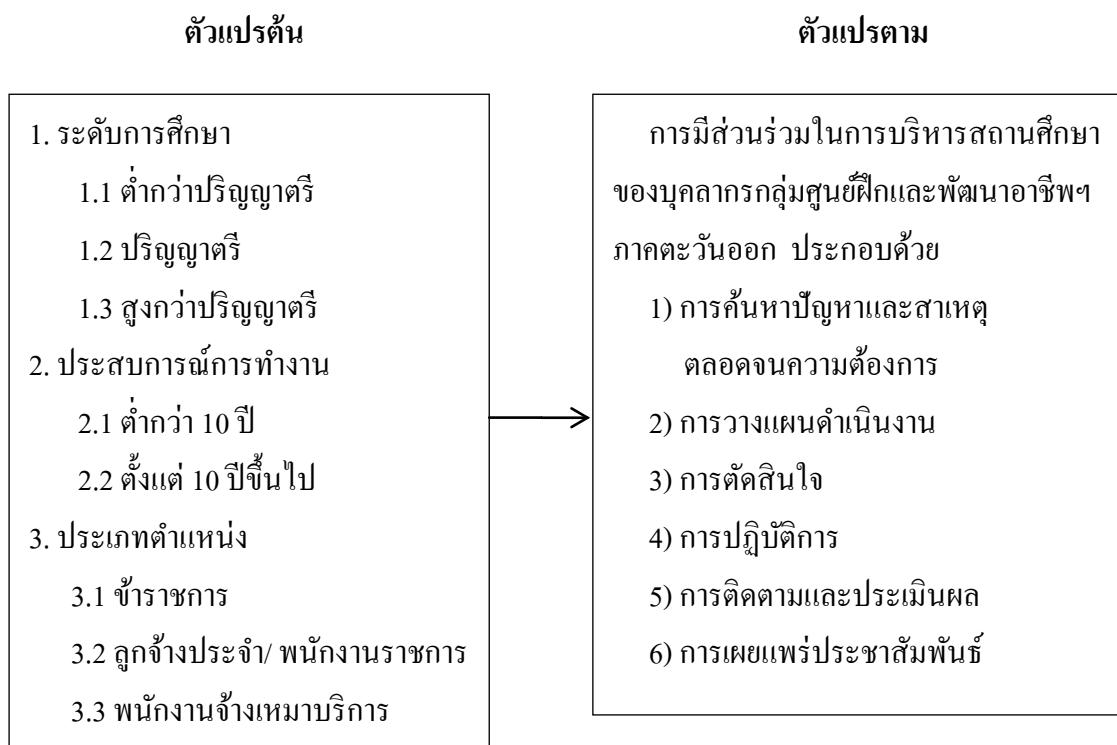 ตัวแปรต้น
1. ระดับการศึกษา
1.1 ต่ำกว่าปริญญาตรี
1.2 ปริญญาตรี
1.3 สูงกว่าปริญญาตรี
2. ประสบการณ์การทำงาน
2.1 ต่ำกว่า 10 ปี
2.2 ตั้งแต่ 10 ปีขึ้นไป
3. ประเภทตำแหน่ง
3.1 ข้าราชการ
3.2 ลูกจ้างประจำ/ พนักงานราชการ
3.3 พนักงานจ้างเหมาบริการ
ตัวแปรตาม
การมีส่วนร่วมในการบริหารสถานศึกษา
ของบุคลากรกลุ่มศูนย์ฝึกและพัฒนาอาชีพฯ
ภาคตะวันออก ประกอบด้วย
1) การค้นหาปัญหาและสาเหตุ
ตลอดจนความต้องการ
2) การวางแผนดำเนินงาน
3) การตัดสินใจ
4) การปฏิบัติการ
5) การติดตามและประเมินผล
6) การเผยแพร่ประชาสัมพันธ์